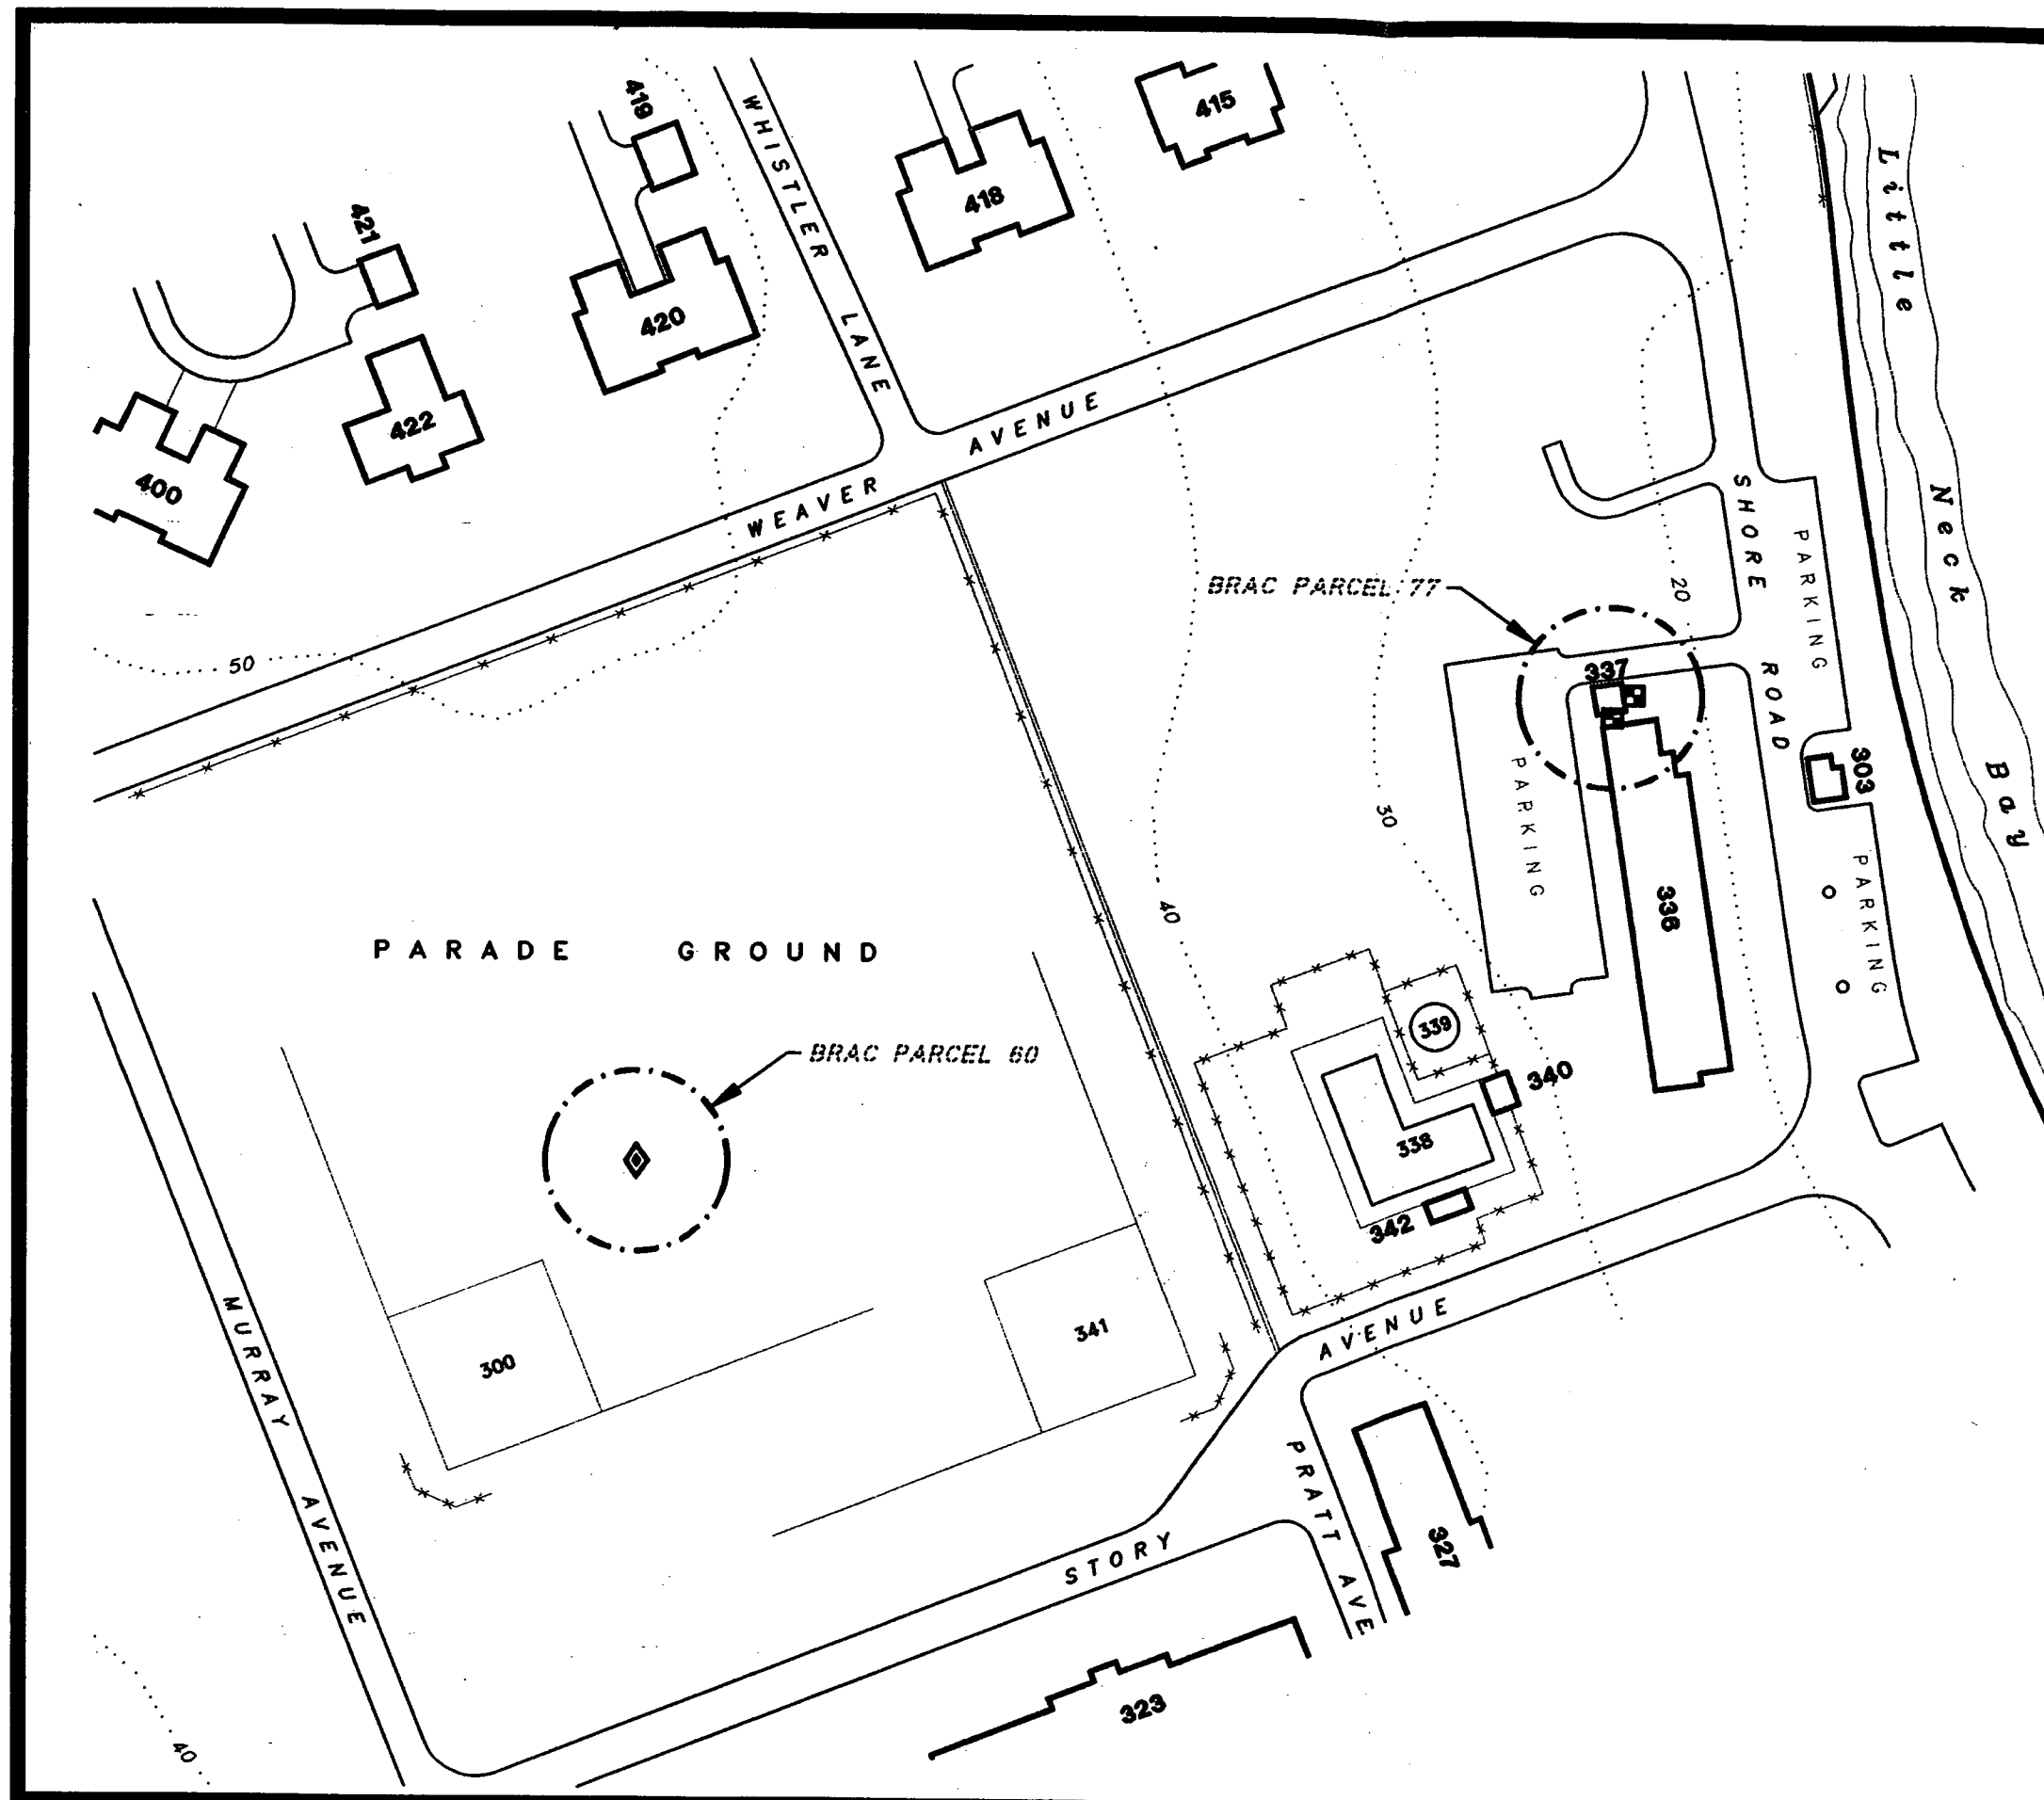 419
WHISTLER LANE
415
418
421
420
422
400
WEAVER AVENUE
50
Little Neck Bay
SHORE ROAD
PARKING
BRAC PARCEL 77
20
337
303
PARKING
30
336
PARKING
40
PARADE GROUND
339
BRAC PARCEL 60
340
338
342
341
300
MURRAY AVENUE
STORY AVENUE
PRATT AVE.
327
323
40